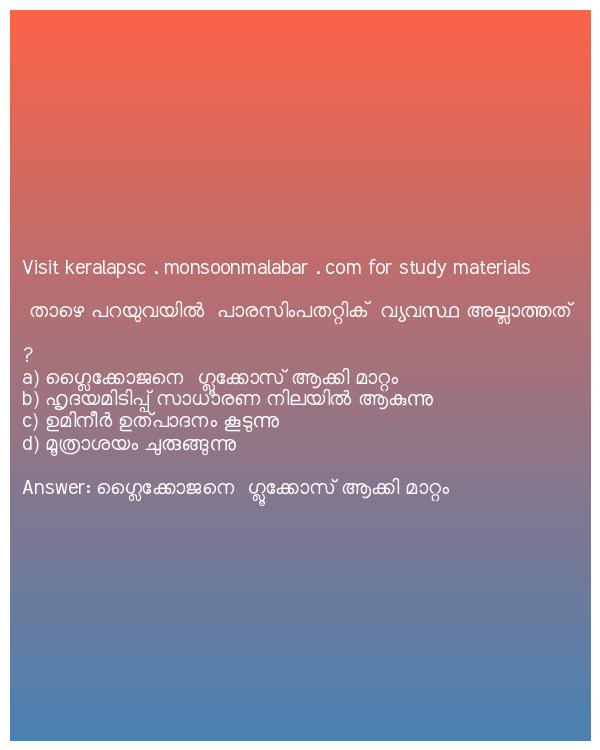 Visit keralapsc . monsoonmalabar . com for study materials
താഴെ പറയുവയിൽ പാരസിംപതറ്റിക് വ്യവസ്ഥ അല്ലാത്തത്
?
a) ഗ്ലൈക്കോജനെ ഗ്ലൂക്കോസ് ആക്കി മാറ്റം
b) ഹൃദയമിടിപ്പ് സാധാരണ നിലയിൽ ആകുന്നു
c) ഉമിനീർ ഉത്പാദനം കൂടുന്നു
d) മൂത്രാശയം ചുരുങ്ങുന്നു
Answer: ഗ്ലൈക്കോജനെ ഗ്ലൂക്കോസ് ആക്കി മാറ്റം